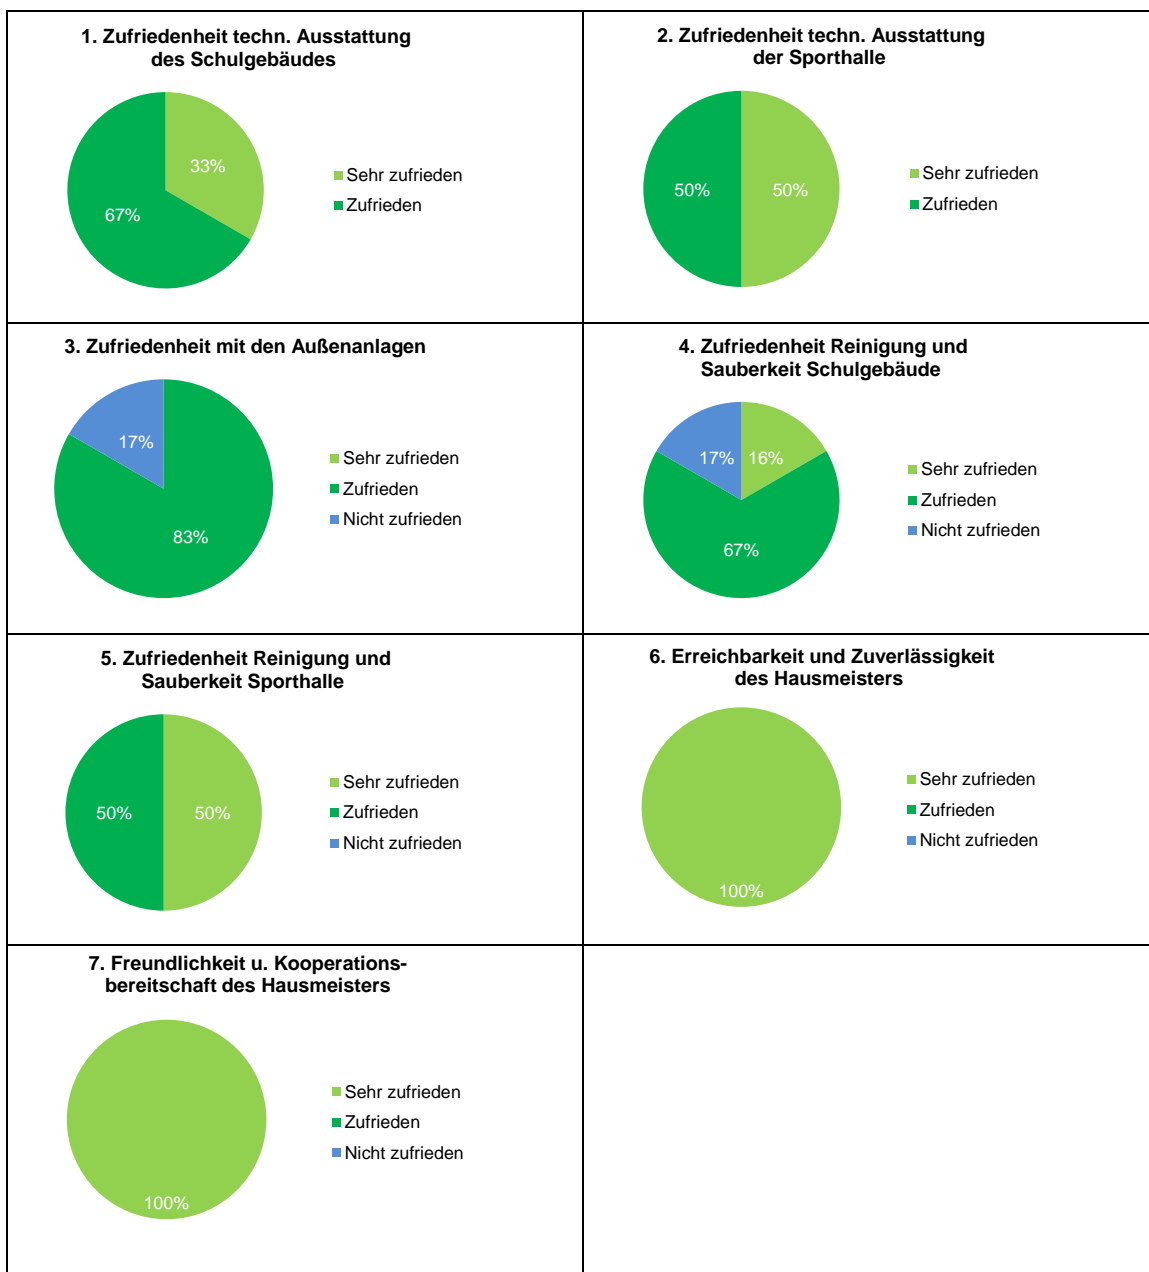 1. Zufriedenheit techn. Ausstattung
des Schulgebäudes
33%
67%
Sehr zufrieden
Zufrieden
2. Zufriedenheit techn. Ausstattung
der Sporthalle
50%
50%
Sehr zufrieden
Zufrieden
3. Zufriedenheit mit den Außenanlagen
17%
83%
Sehr zufrieden
Zufrieden
Nicht zufrieden
4. Zufriedenheit Reinigung und
Sauberkeit Schulgebäude
17%
16%
67%
Sehr zufrieden
Zufrieden
Nicht zufrieden
5. Zufriedenheit Reinigung und
Sauberkeit Sporthalle
50%
50%
Sehr zufrieden
Zufrieden
Nicht zufrieden
6. Erreichbarkeit und Zuverlässigkeit
des Hausmeisters
100%
Sehr zufrieden
Zufrieden
Nicht zufrieden
7. Freundlichkeit u. Kooperations-
bereitschaft des Hausmeisters
100%
Sehr zufrieden
Zufrieden
Nicht zufrieden